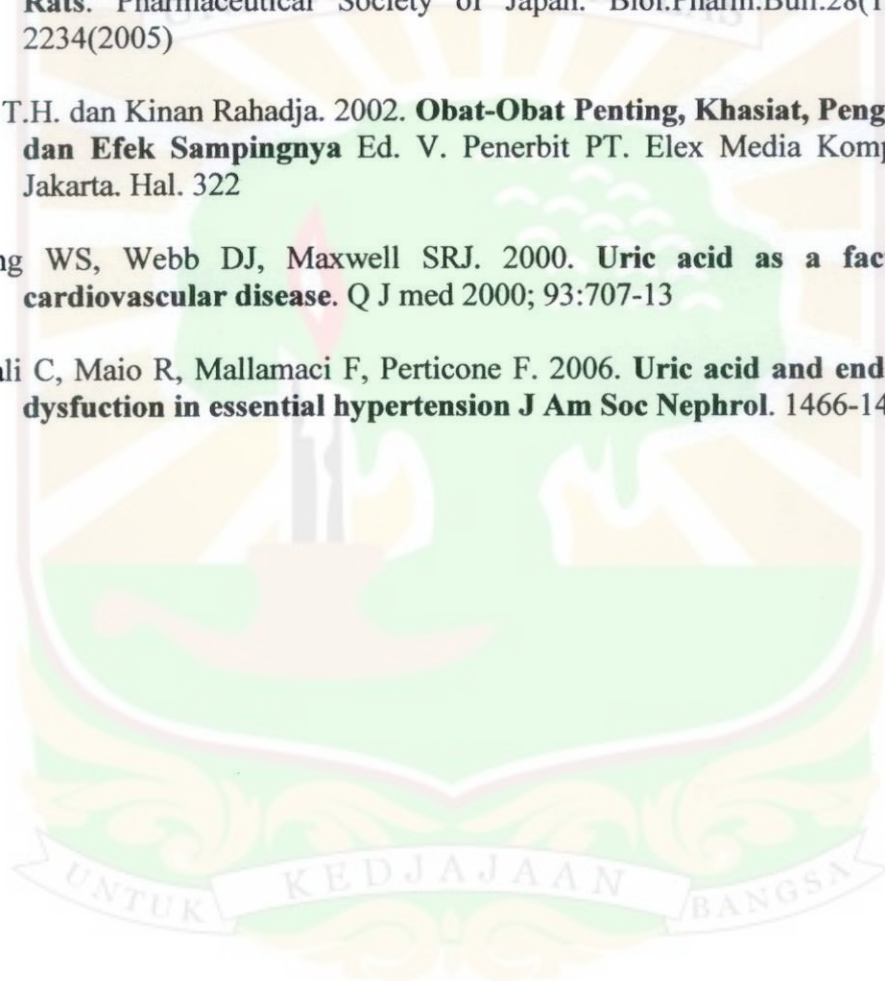 Rats. Pharmaceutical Society of Japan. Biol.Pharm.Bull.28(1
2234(2005)
T.H. dan Kinan Rahadja. 2002. Obat-Obat Penting, Khasiat, Peng
dan Efek Sampingnya Ed. V. Penerbit PT. Elex Media Komp
Jakarta. Hal. 322
ng WS, Webb DJ, Maxwell SRJ. 2000. Uric acid as a fac
cardiovascular disease. Q J med 2000; 93:707-13
li C, Maio R, Mallamaci F, Perticone F. 2006. Uric acid and end
dysfuction in essential hypertension J Am Soc Nephrol. 1466-14
UNTUK KEDJAJAAN BANGSA